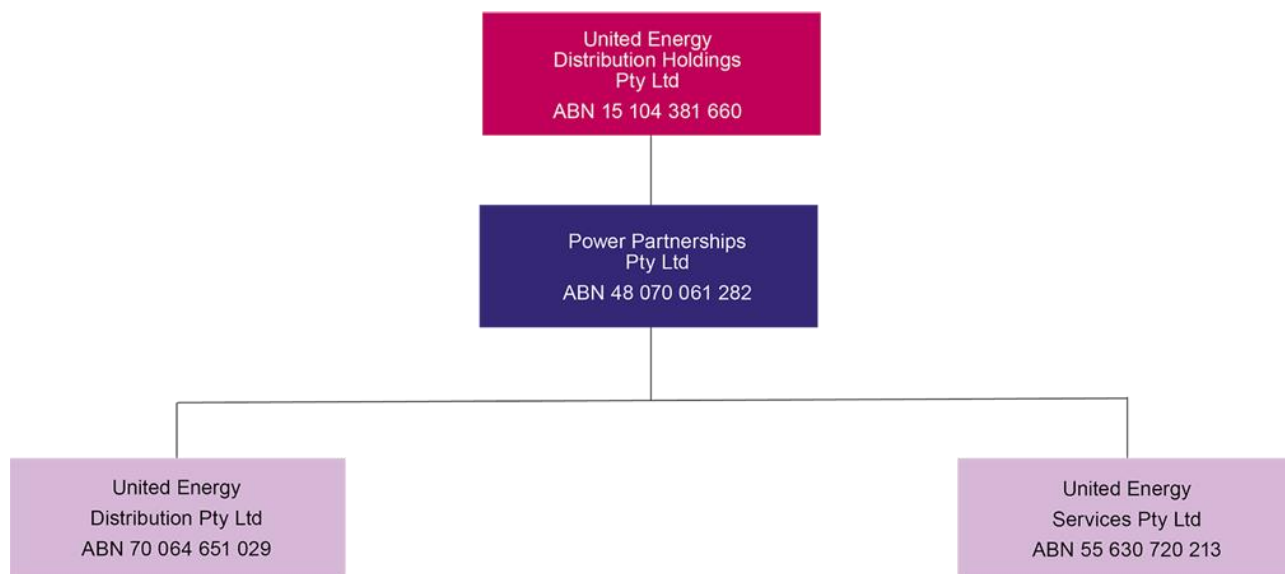 United Energy
Distribution Holdings
Pty Ltd
ABN 15 104 381 660
Power Partnerships
Pty Ltd
ABN 48 070 061 282
United Energy
Distribution Pty Ltd
ABN 70 064 651 029
United Energy
Services Pty Ltd
ABN 55 630 720 213